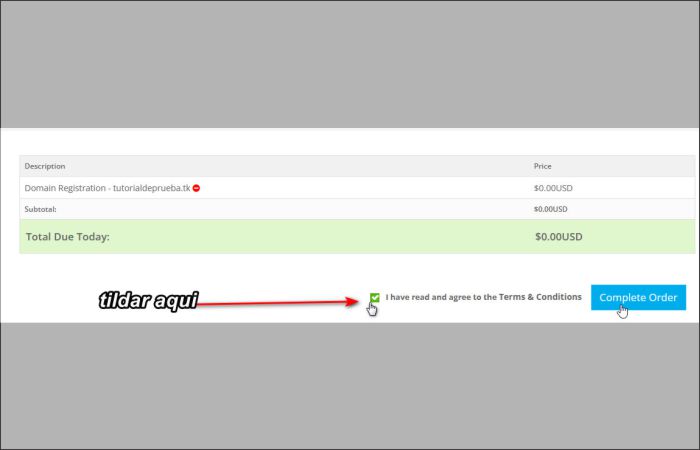 Description Price
Domain Registration - tutorialdeprueba.tk $0.00USD
Subtotal: $0.00USD
Total Due Today: $0.00USD
tildar aqui
I have read and agree to the Terms & Conditions Complete Order